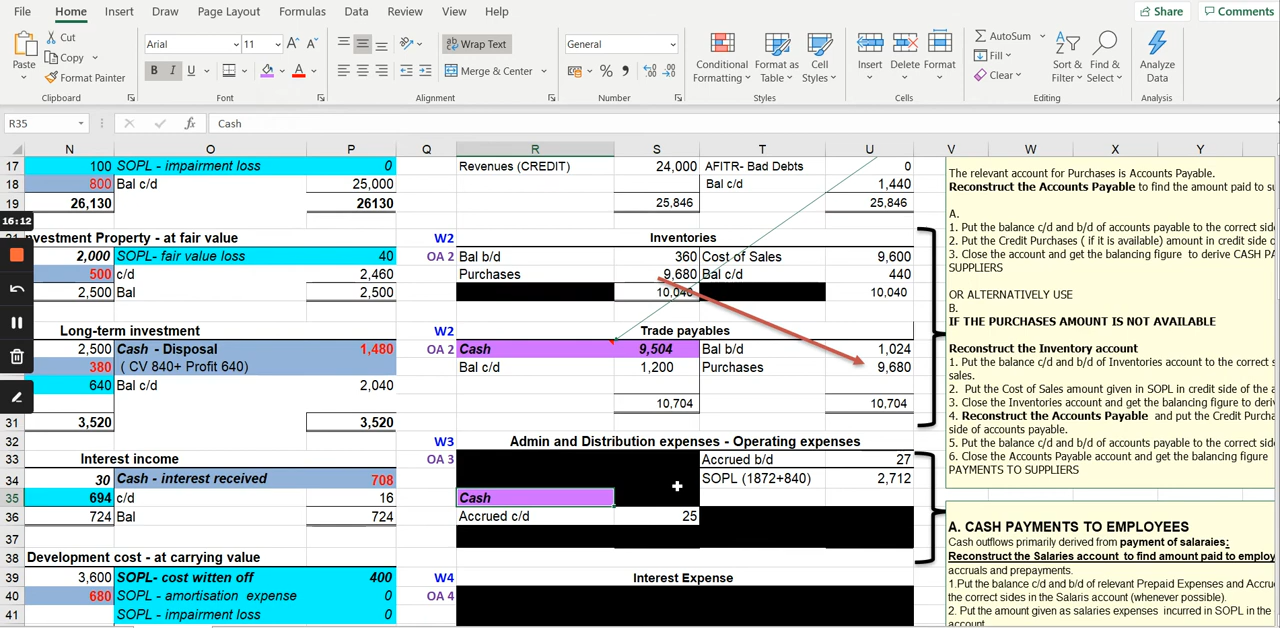 File Home Insert Draw Page Layout Formulas Data Review View Help Share Comments
Paste Cut Copy Format Painter Clipboard
Arial 11 B I U Font
Wrap Text Merge & Center Alignment
General Number
Conditional Formatting Format as Table Cell Styles Styles
Insert Delete Format Cells
AutoSum Fill Clear Sort & Filter Find & Select Editing
Analyze Data Analysis
R35 fx Cash
N O P Q R S T U V W X Y
17 100 SOPL - impairment loss 0 Revenues (CREDIT) 24,000 AFITR- Bad Debts 0
18 800 Bal c/d 25,000 Bal c/d 1,440
19 26,130 26130 25,846 25,846
16:12
nvestment Property - at fair value W2 Inventories
2,000 SOPL- fair value loss 40 OA 2 Bal b/d 360 Cost of Sales 9,600
500 c/d 2,460 Purchases 9,680 Bal c/d 440
2,500 Bal 2,500 10,040 10,040
Long-term investment W2 Trade payables
2,500 Cash - Disposal 1,480 OA 2 Cash 9,504 Bal b/d 1,024
380 ( CV 840+ Profit 640) Bal c/d 1,200 Purchases 9,680
640 Bal c/d 2,040
10,704 10,704
31 3,520 3,520
32 W3 Admin and Distribution expenses - Operating expenses
33 Interest income OA 3 Accrued b/d 27
34 30 Cash - interest received 708 SOPL (1872+840) 2,712
35 694 c/d 16 Cash
36 724 Bal 724 Accrued c/d 25
37
38 Development cost - at carrying value
39 3,600 SOPL- cost witten off 400 W4 Interest Expense
40 680 SOPL - amortisation expense 0 OA 4
41 SOPL - impairment loss 0
The relevant account for Purchases is Accounts Payable.
Reconstruct the Accounts Payable to find the amount paid to su
A.
1. Put the balance c/d and b/d of accounts payable to the correct side
2. Put the Credit Purchases ( if it is available) amount in credit side o
3. Close the account and get the balancing figure to derive CASH PA
SUPPLIERS
OR ALTERNATIVELY USE
B.
IF THE PURCHASES AMOUNT IS NOT AVAILABLE
Reconstruct the Inventory account
1. Put the balance c/d and b/d of Inventories account to the correct s
sales.
2. Put the Cost of Sales amount given in SOPL in credit side of the a
3. Close the Inventories account and get the balancing figure to deriv
4. Reconstruct the Accounts Payable and put the Credit Purcha
side of accounts payable.
5. Put the balance c/d and b/d of accounts payable to the correct sid
6. Close the Accounts Payable account and get the balancing figure
PAYMENTS TO SUPPLIERS
A. CASH PAYMENTS TO EMPLOYEES
Cash outflows primarily derived from payment of salaraies:
Reconstruct the Salaries account to find amount paid to employ
accruals and prepayments.
1.Put the balance c/d and b/d of relevant Prepaid Expenses and Accru
the correct sides in the Salaris account (whenever possible).
2. Put the amount given as salaries expenses incurred in SOPL in the
account.